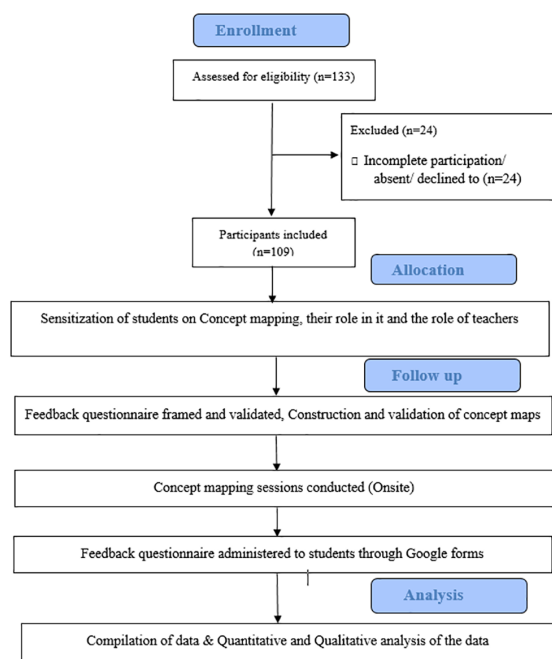 Enrollment
Assessed for eligibility (n=133)
Excluded (n=24)
Incomplete participation/
absent/ declined to (n=24)
Participants included
(n=109)
Allocation
Sensitization of students on Concept mapping, their role in it and the role of teachers
Follow up
Feedback questionnaire framed and validated, Construction and validation of concept maps
Concept mapping sessions conducted (Onsite)
Feedback questionnaire administered to students through Google forms
Analysis
Compilation of data & Quantitative and Qualitative analysis of the data